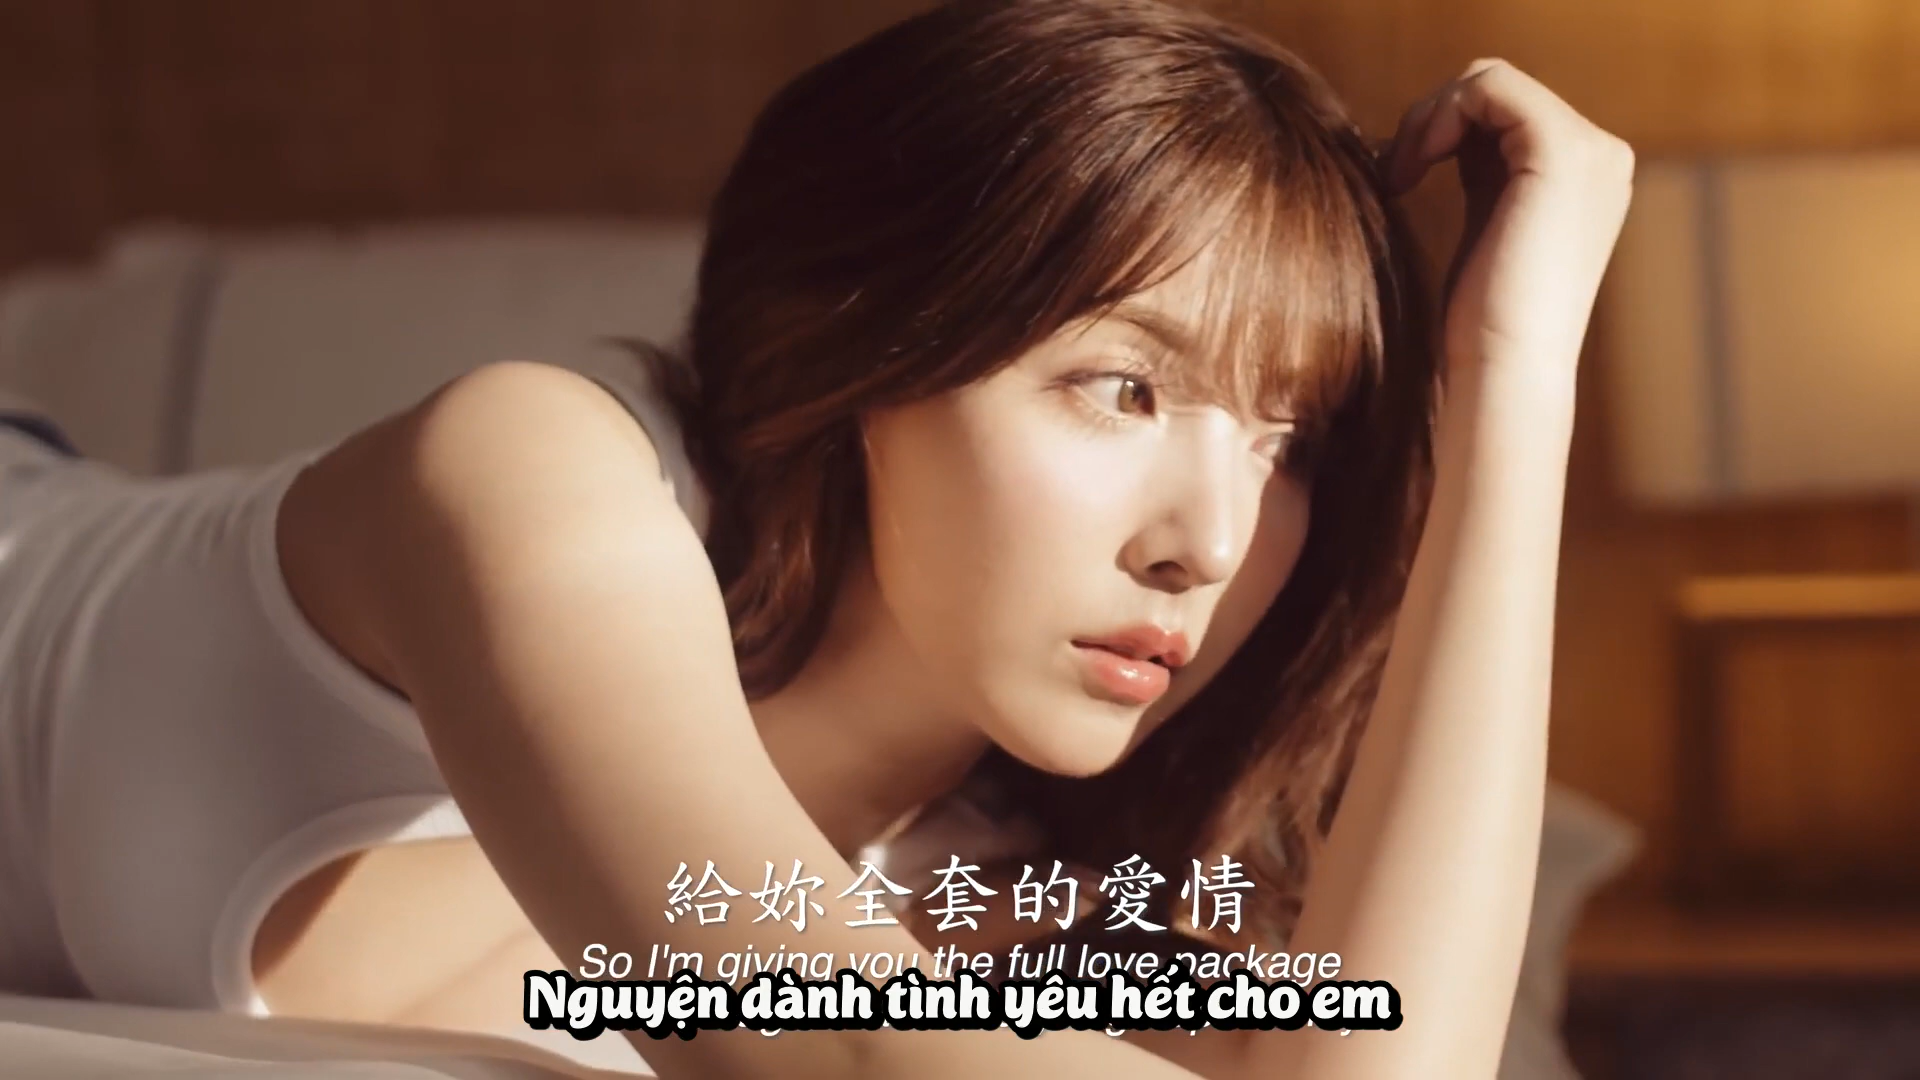 給妳全套的愛情
So I'm giving you the full love package
Nguyện dành tình yêu hết cho em